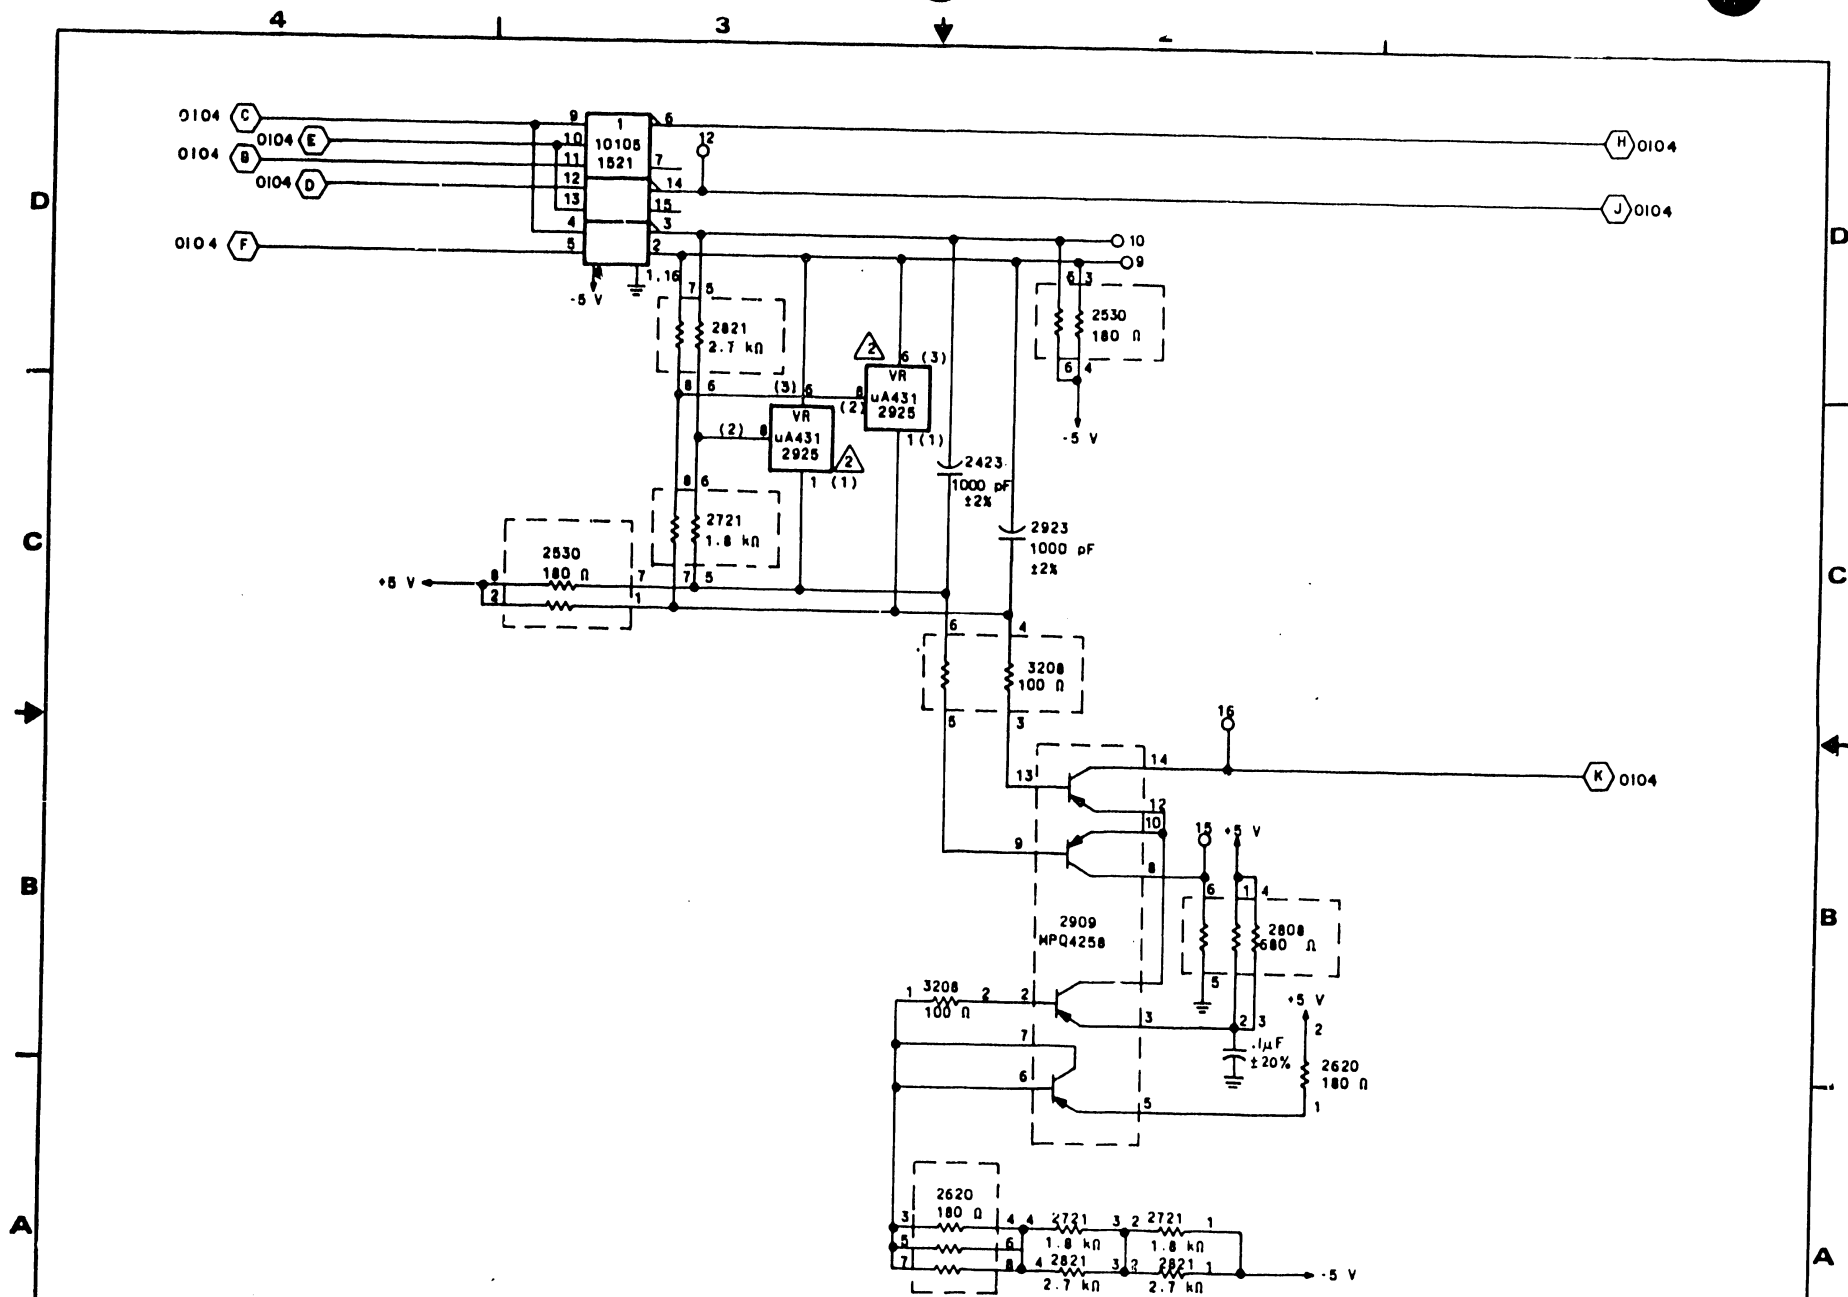 4 3
0104 C 9 1 6
0104 E 10 10105 12 H 0104
0104 B 11 1521 7
0104 D 12 14
D 13 15 J 0104
4 3 10 D
0104 F 5 2 9
1,16
-5 V
7 5 6 3
2821 2530
2.7 kΩ 180 Ω
2 6 (3) 6 4
8 6 (3) 6 8 VR
(2) uA431
VR 2925
(2) 8 uA431 1 (1) -5 V
2925 2
1 (1)
2423
1000 pF
±2%
8 6
2721 2923
1.8 kΩ 1000 pF
±2%
C C
2530
180 Ω
+5 V 8 7 7 5
2 1
6 4
3208
100 Ω
5 3
16
13 14
K 0104
12
10 15 +5 V
9
8
B 6 1 4 B
2909 2808
MPQ4258 680 Ω
5
1 3208 2 2 +5 V
100 Ω 3 2 3 2
7 .1µF
±20% 2620
6 180 Ω
5 1
2620
180 Ω
A 3 4 4 2721 3 2 2721 1 A
5 6 1.8 kΩ 1.8 kΩ
7 8 4 2821 3 2 2821 1 -5 V
2.7 kΩ 2.7 kΩ